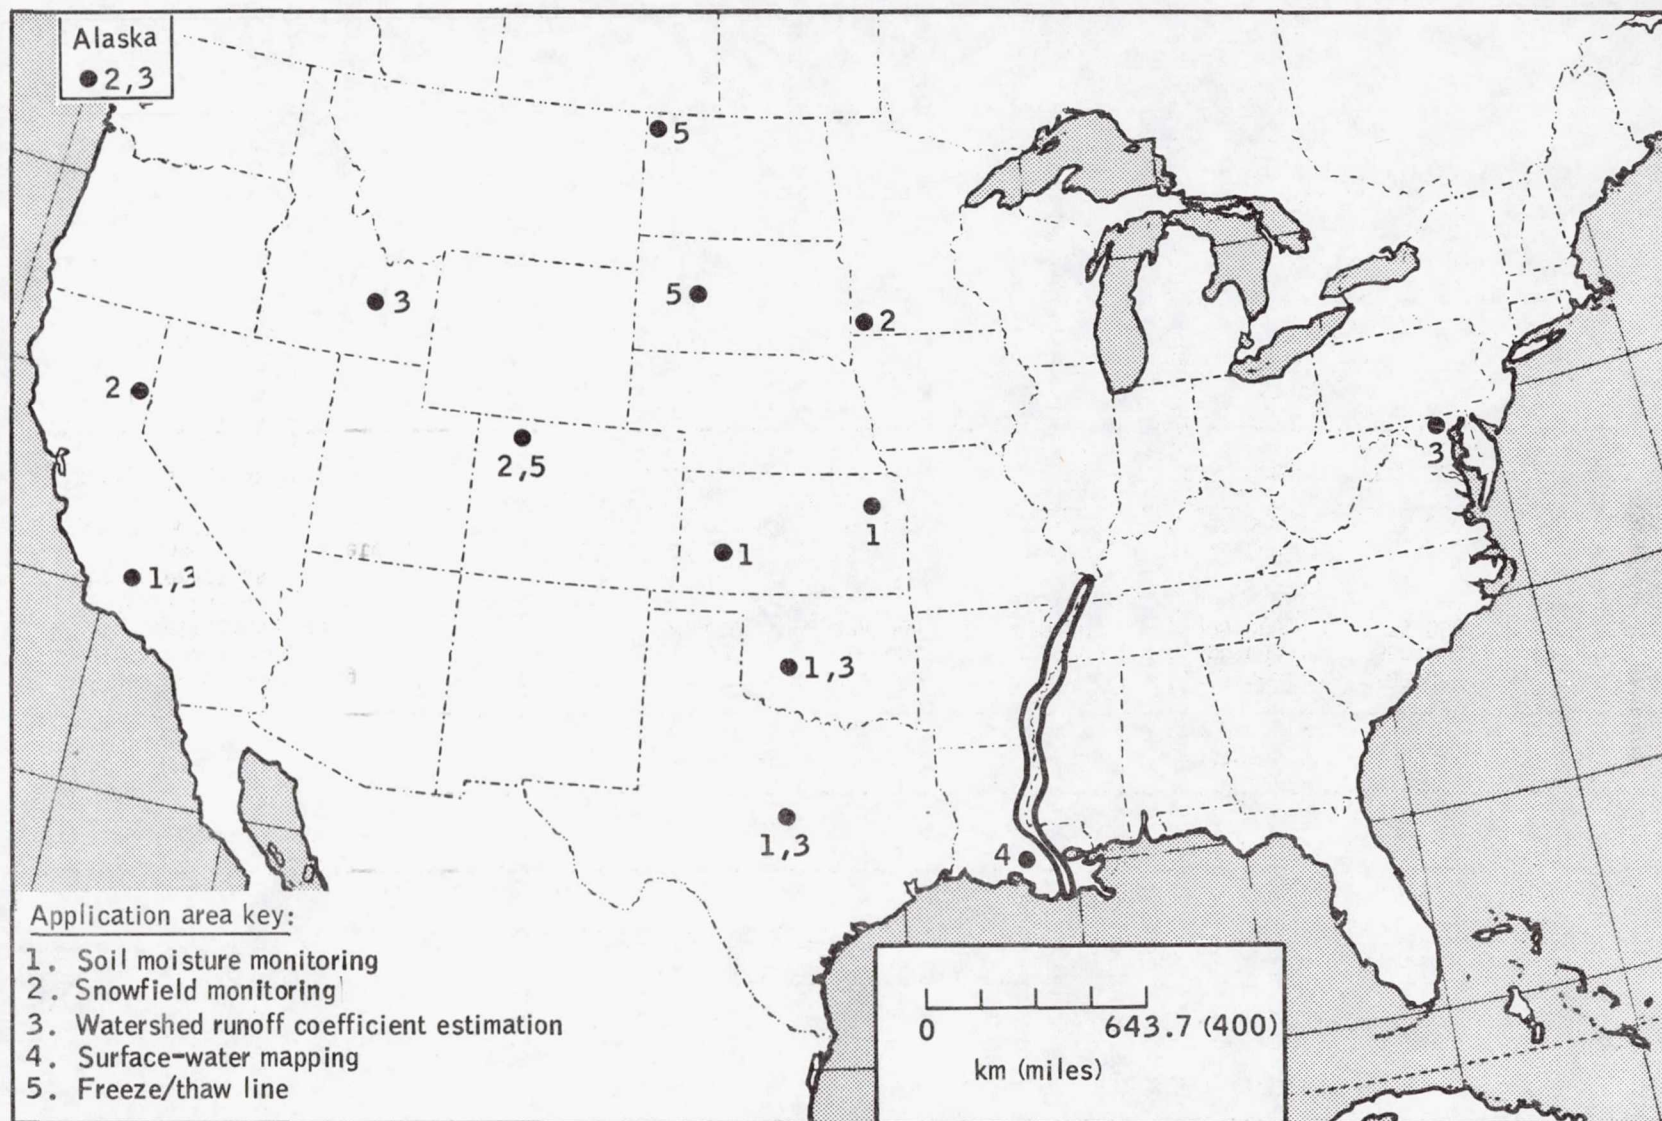 Alaska
2,3
5
5
3
2
2
2,5
3
1
1
1,3
1,3
1,3
4
Application area key:
1. Soil moisture monitoring
2. Snowfield monitoring
3. Watershed runoff coefficient estimation
4. Surface-water mapping
5. Freeze/thaw line
0 643.7 (400)
km (miles)